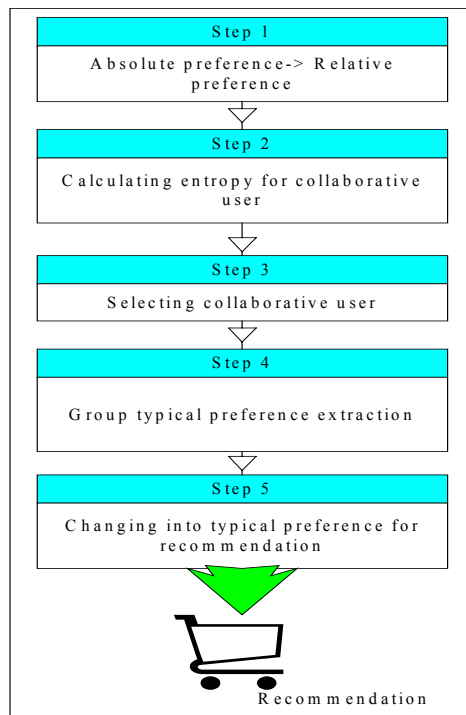 Step 1
Absolute preference-> Relative
preference
Step 2
Calculating entropy for collaborative
user
Step 3
Selecting collaborative user
Step 4
Group typical preference extraction
Step 5
Changing into typical preference for
recommendation
Recommendation